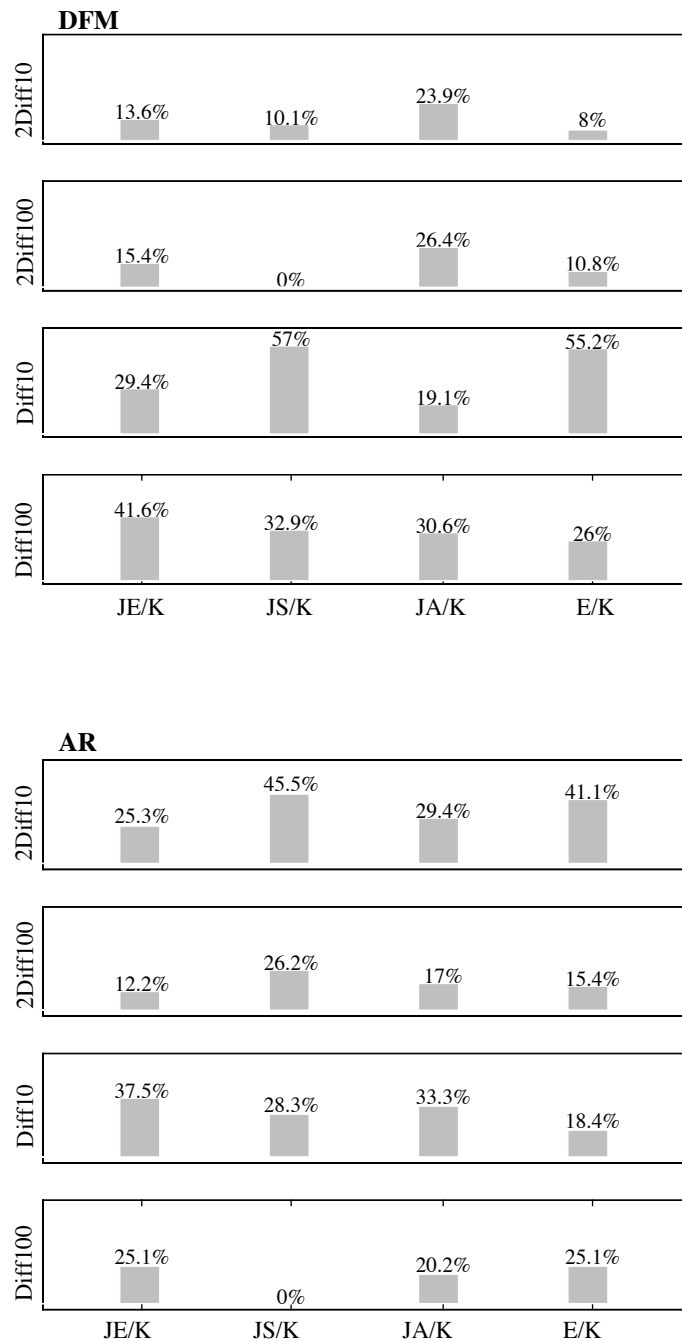 DFM
2Diff10
13.6% 10.1% 23.9% 8%
2Diff100
15.4% 0% 26.4% 10.8%
Diff10
29.4% 57% 19.1% 55.2%
Diff100
41.6% 32.9% 30.6% 26%
JE/K JS/K JA/K E/K
AR
2Diff10
25.3% 45.5% 29.4% 41.1%
2Diff100
12.2% 26.2% 17% 15.4%
Diff10
37.5% 28.3% 33.3% 18.4%
Diff100
25.1% 0% 20.2% 25.1%
JE/K JS/K JA/K E/K